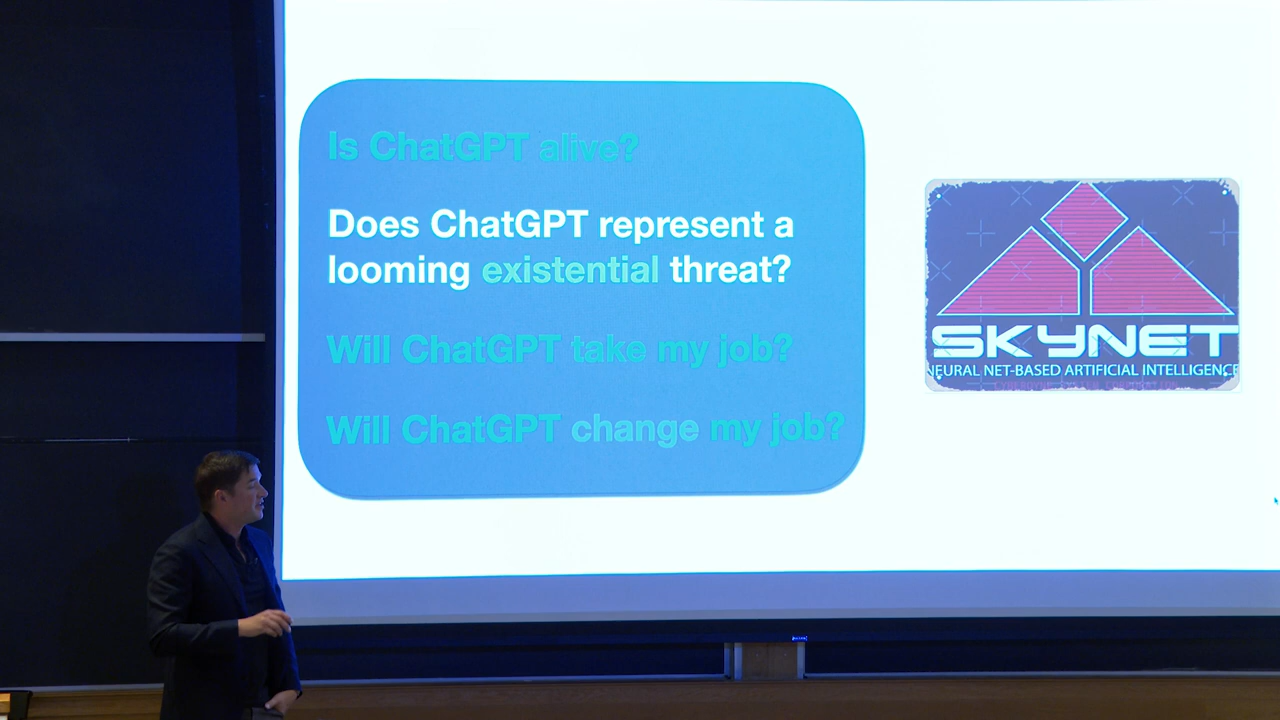 Is ChatGPT alive?
Does ChatGPT represent a
looming existential threat?
Will ChatGPT take my job?
Will ChatGPT change my job?
SKYNET
NEURAL NET-BASED ARTIFICIAL INTELLIGENCE